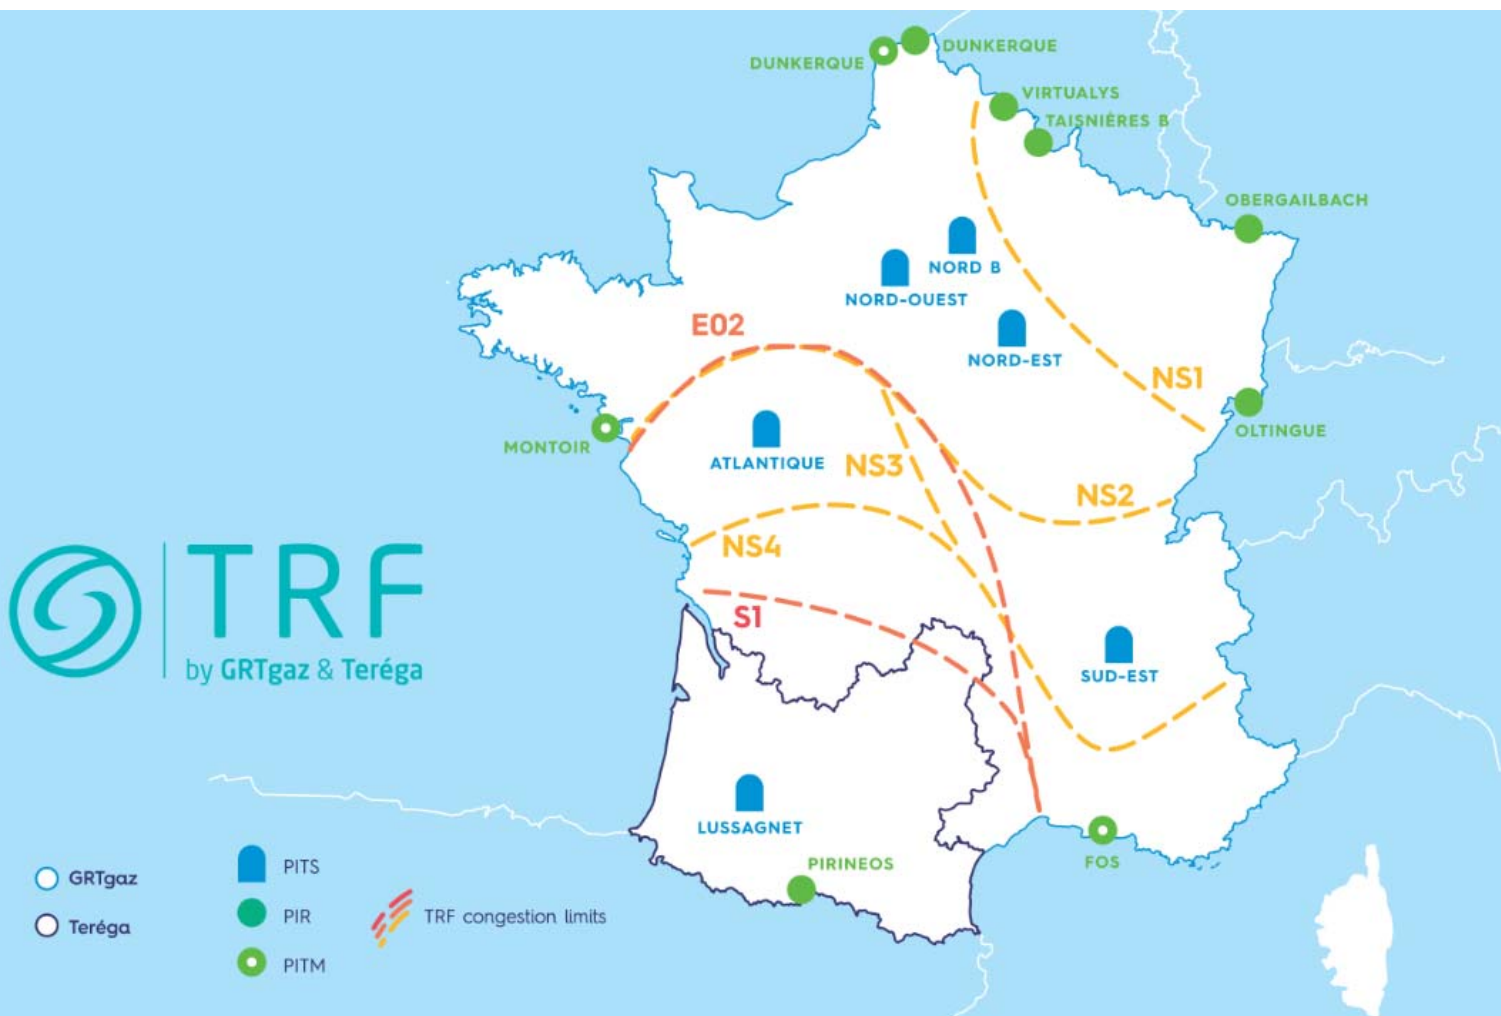 DUNKERQUE
DUNKERQUE
VIRTUALYS
TAISNIÈRES B
OBERGAILBACH
NORD B
NORD-OUEST
E02
NORD-EST
NS1
OLTINGUE
MONTOIR
ATLANTIQUE
NS3
NS2
NS4
TRF
by GRTgaz & Teréga
S1
SUD-EST
LUSSAGNET
PIRINEOS
FOS
GRTgaz
Teréga
PITS
PIR
PITM
TRF congestion limits